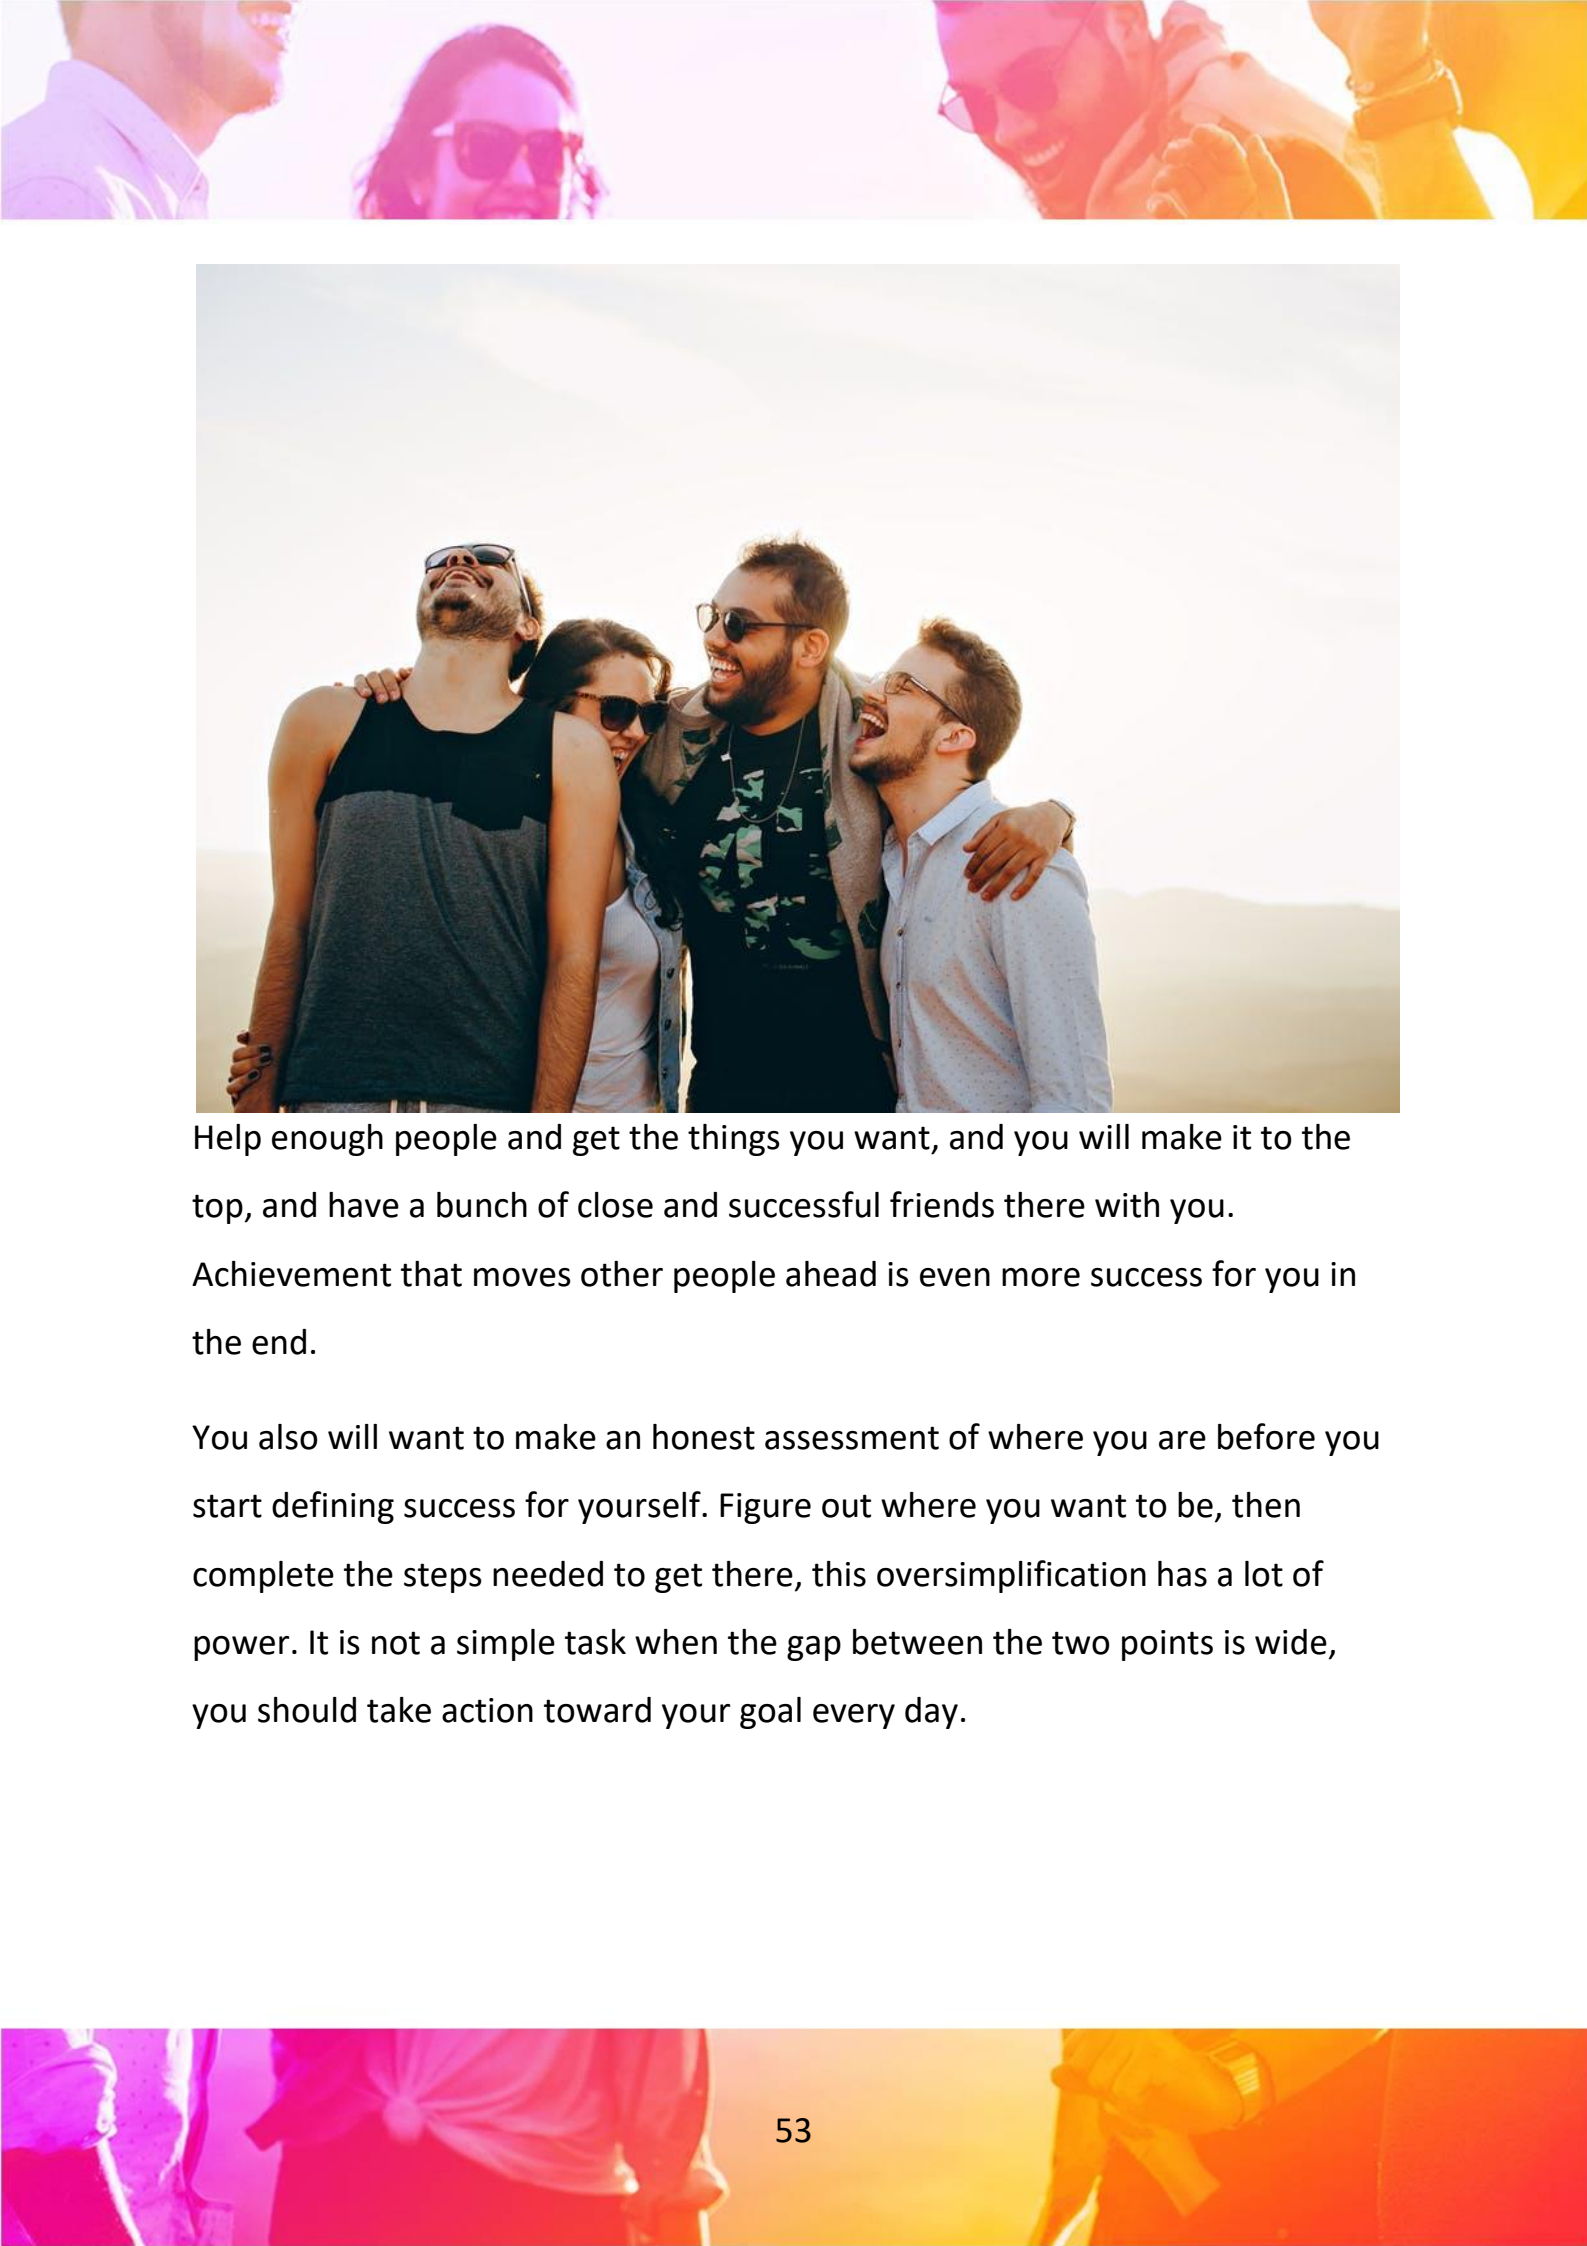 Help enough people and get the things you want, and you will make it to the
top, and have a bunch of close and successful friends there with you.
Achievement that moves other people ahead is even more success for you in
the end.
You also will want to make an honest assessment of where you are before you
start defining success for yourself. Figure out where you want to be, then
complete the steps needed to get there, this oversimplification has a lot of
power. It is not a simple task when the gap between the two points is wide,
you should take action toward your goal every day.
53